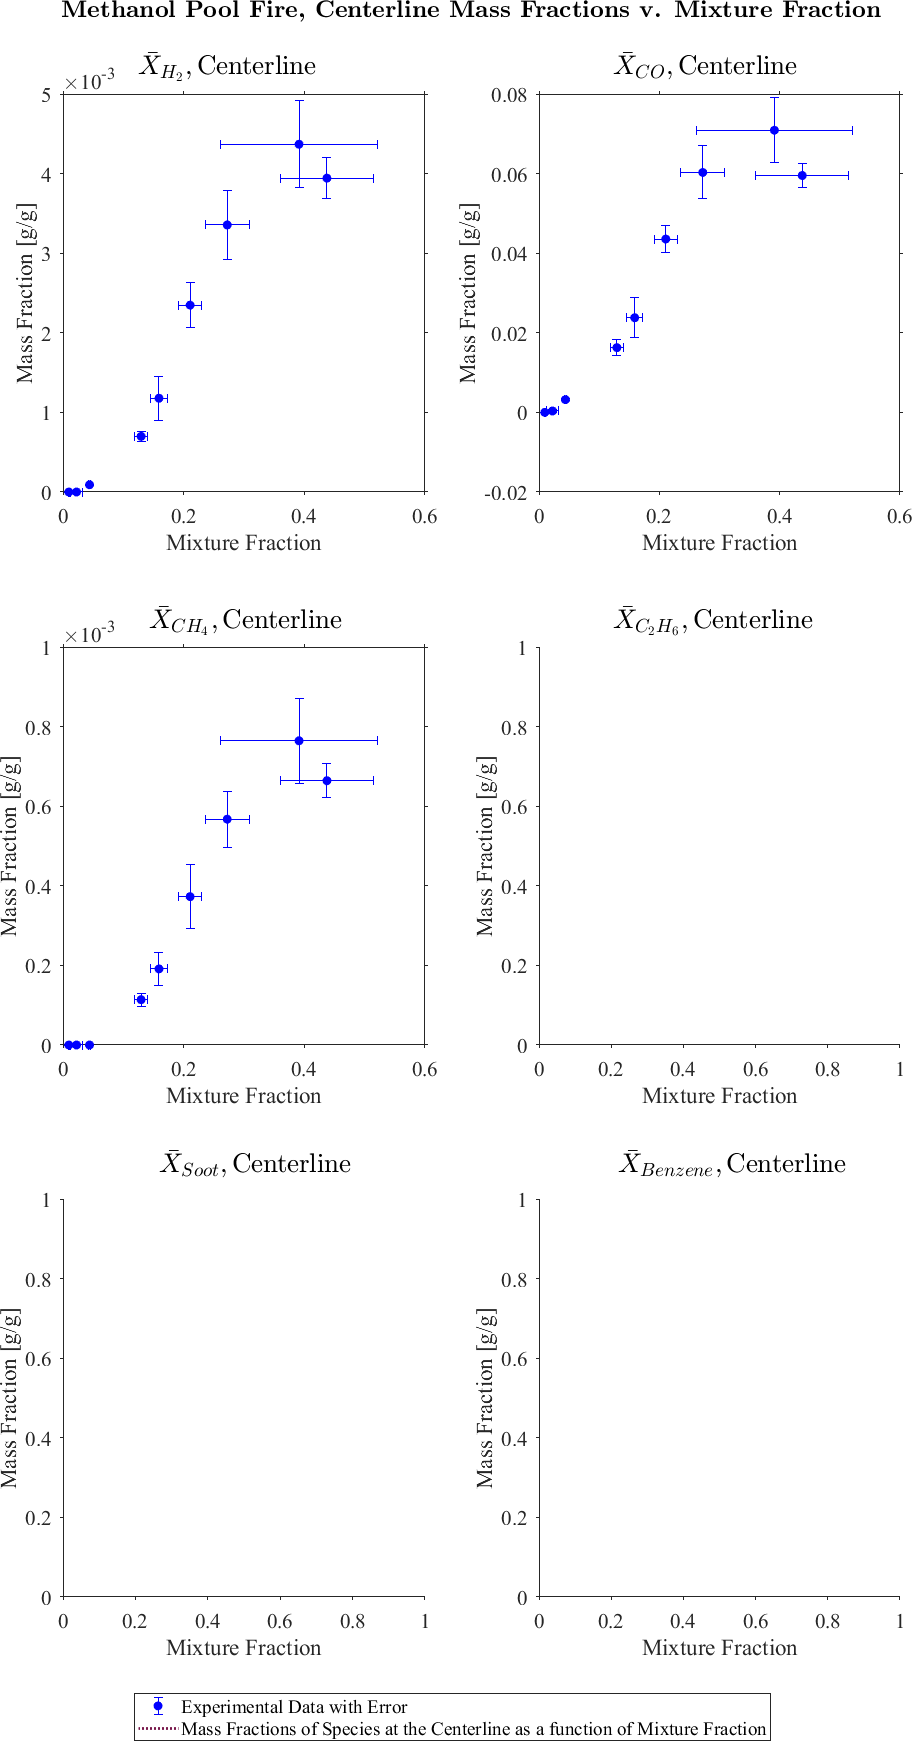 Methanol Pool Fire, Centerline Mass Fractions v. Mixture Fraction
X̄_{H_2}, Centerline
×10^{-3}
5
4
3
2
1
0
0 0.2 0.4 0.6
Mass Fraction [g/g]
Mixture Fraction
X̄_{CO}, Centerline
0.08
0.06
0.04
0.02
0
-0.02
0 0.2 0.4 0.6
Mass Fraction [g/g]
Mixture Fraction
X̄_{CH_4}, Centerline
×10^{-3}
1
0.8
0.6
0.4
0.2
0
0 0.2 0.4 0.6
Mass Fraction [g/g]
Mixture Fraction
X̄_{C_2H_6}, Centerline
1
0.8
0.6
0.4
0.2
0
0 0.2 0.4 0.6 0.8 1
Mass Fraction [g/g]
Mixture Fraction
X̄_{Soot}, Centerline
1
0.8
0.6
0.4
0.2
0
0 0.2 0.4 0.6 0.8 1
Mass Fraction [g/g]
Mixture Fraction
X̄_{Benzene}, Centerline
1
0.8
0.6
0.4
0.2
0
0 0.2 0.4 0.6 0.8 1
Mass Fraction [g/g]
Mixture Fraction
Experimental Data with Error
Mass Fractions of Species at the Centerline as a function of Mixture Fraction